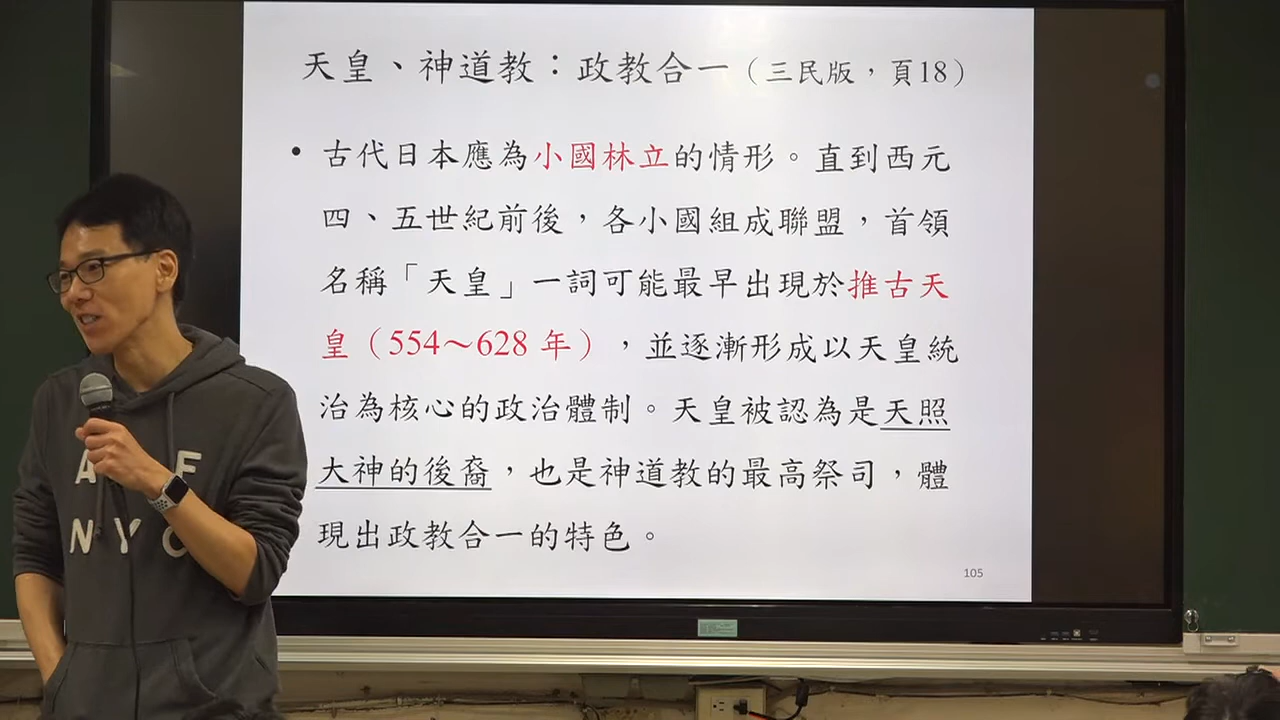 天皇、神道教：政教合一（三民版，頁18）
• 古代日本應為小國林立的情形。直到西元
四、五世紀前後，各小國組成聯盟，首領
名稱「天皇」一詞可能最早出現於推古天
皇（554～628 年），並逐漸形成以天皇統
治為核心的政治體制。天皇被認為是天照
大神的後裔，也是神道教的最高祭司，體
現出政教合一的特色。
105
NYC